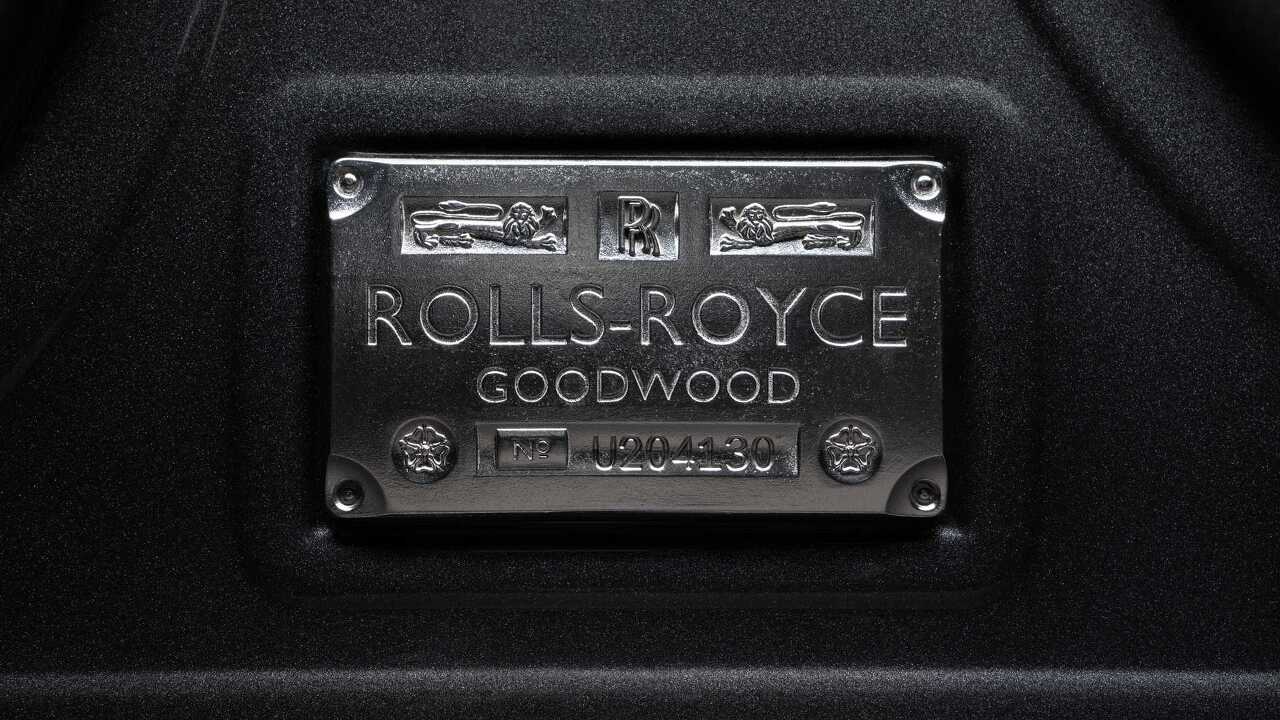 RR
ROLLS-ROYCE
GOODWOOD
Nº U204130